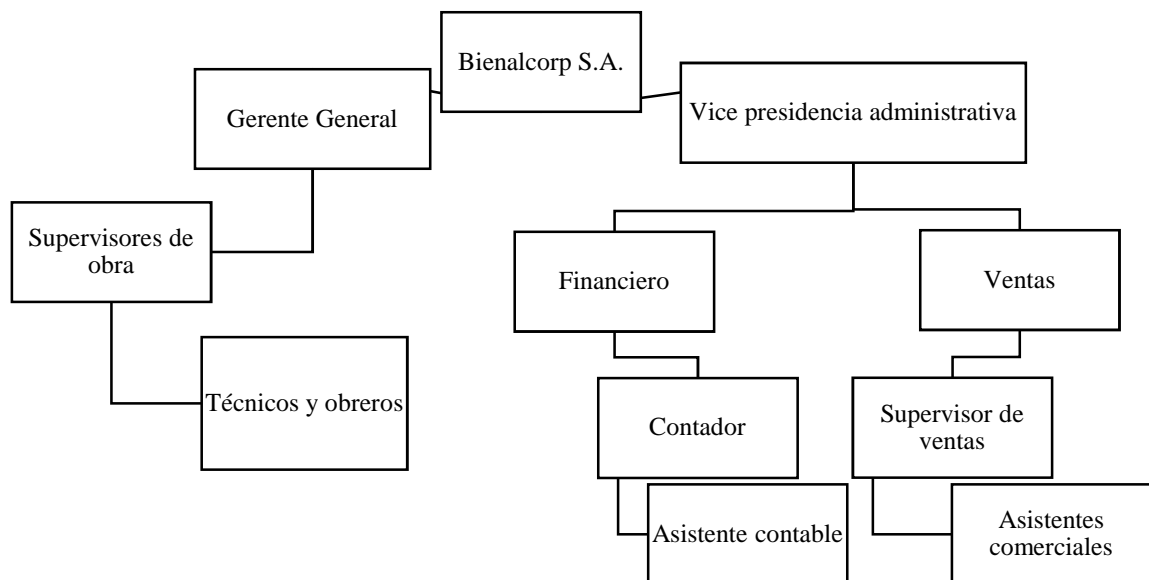 Bienalcorp S.A.
Gerente General
Vice presidencia administrativa
Supervisores de
obra
Financiero
Ventas
Técnicos y obreros
Contador
Supervisor de
ventas
Asistente contable
Asistentes
comerciales